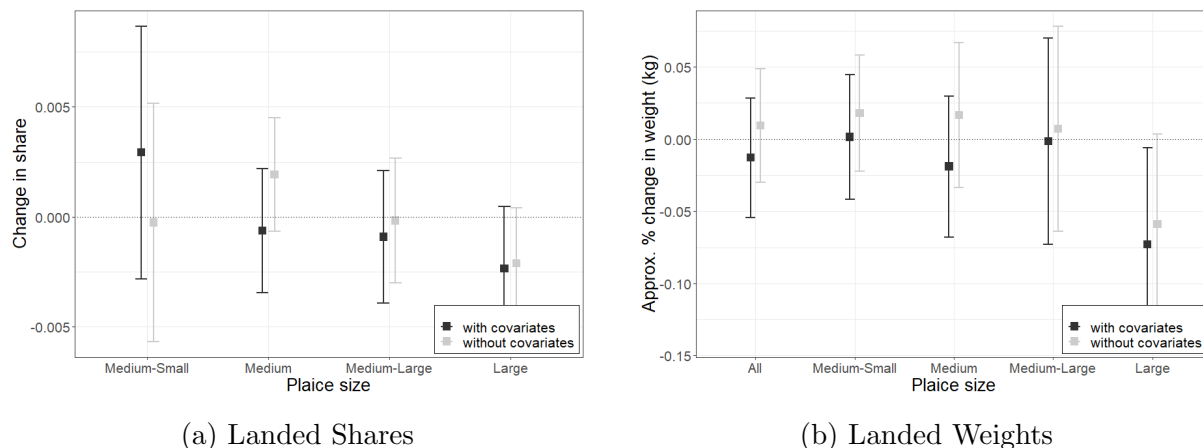 Change in share
0.005
0.000
-0.005
Medium-Small Medium Medium-Large Large
Plaice size
with covariates
without covariates
(a) Landed Shares
Approx. % change in weight (kg)
0.05
0.00
-0.05
-0.10
-0.15
All Medium-Small Medium Medium-Large Large
Plaice size
with covariates
without covariates
(b) Landed Weights